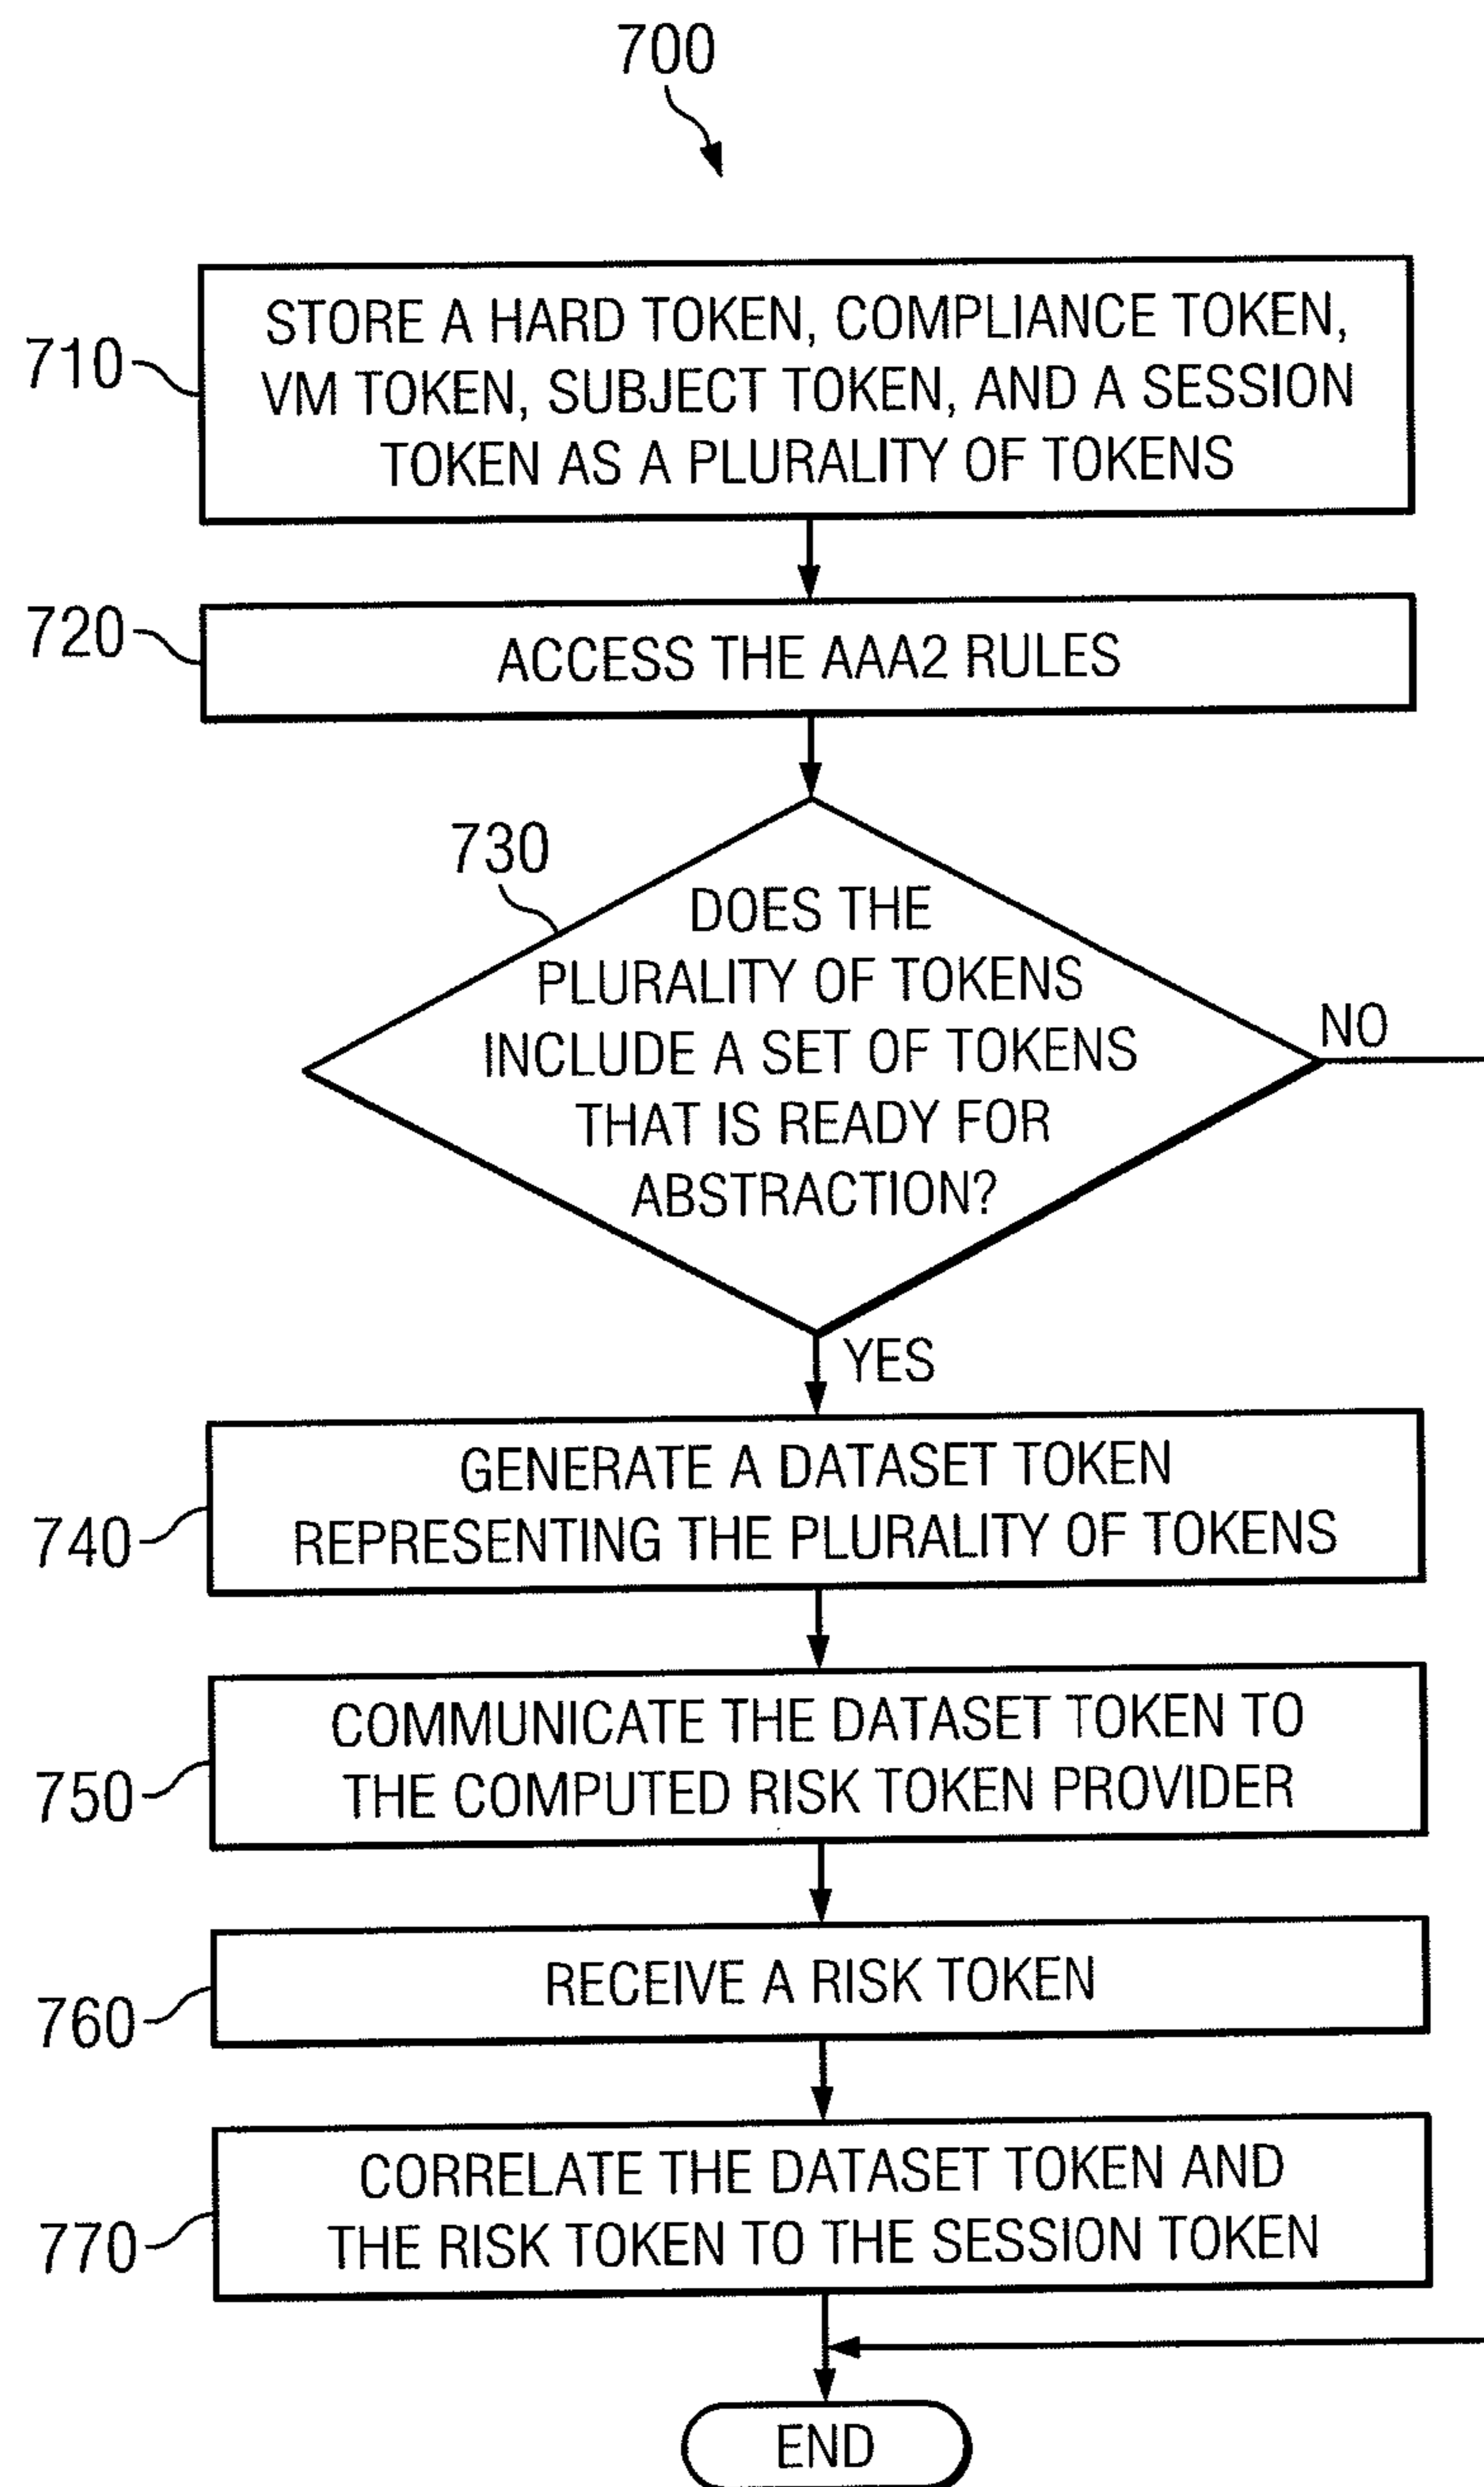 700
710
STORE A HARD TOKEN, COMPLIANCE TOKEN,
VM TOKEN, SUBJECT TOKEN, AND A SESSION
TOKEN AS A PLURALITY OF TOKENS
720
ACCESS THE AAA2 RULES
730
DOES THE
PLURALITY OF TOKENS
INCLUDE A SET OF TOKENS
THAT IS READY FOR
ABSTRACTION?
NO
YES
740
GENERATE A DATASET TOKEN
REPRESENTING THE PLURALITY OF TOKENS
750
COMMUNICATE THE DATASET TOKEN TO
THE COMPUTED RISK TOKEN PROVIDER
760
RECEIVE A RISK TOKEN
770
CORRELATE THE DATASET TOKEN AND
THE RISK TOKEN TO THE SESSION TOKEN
END